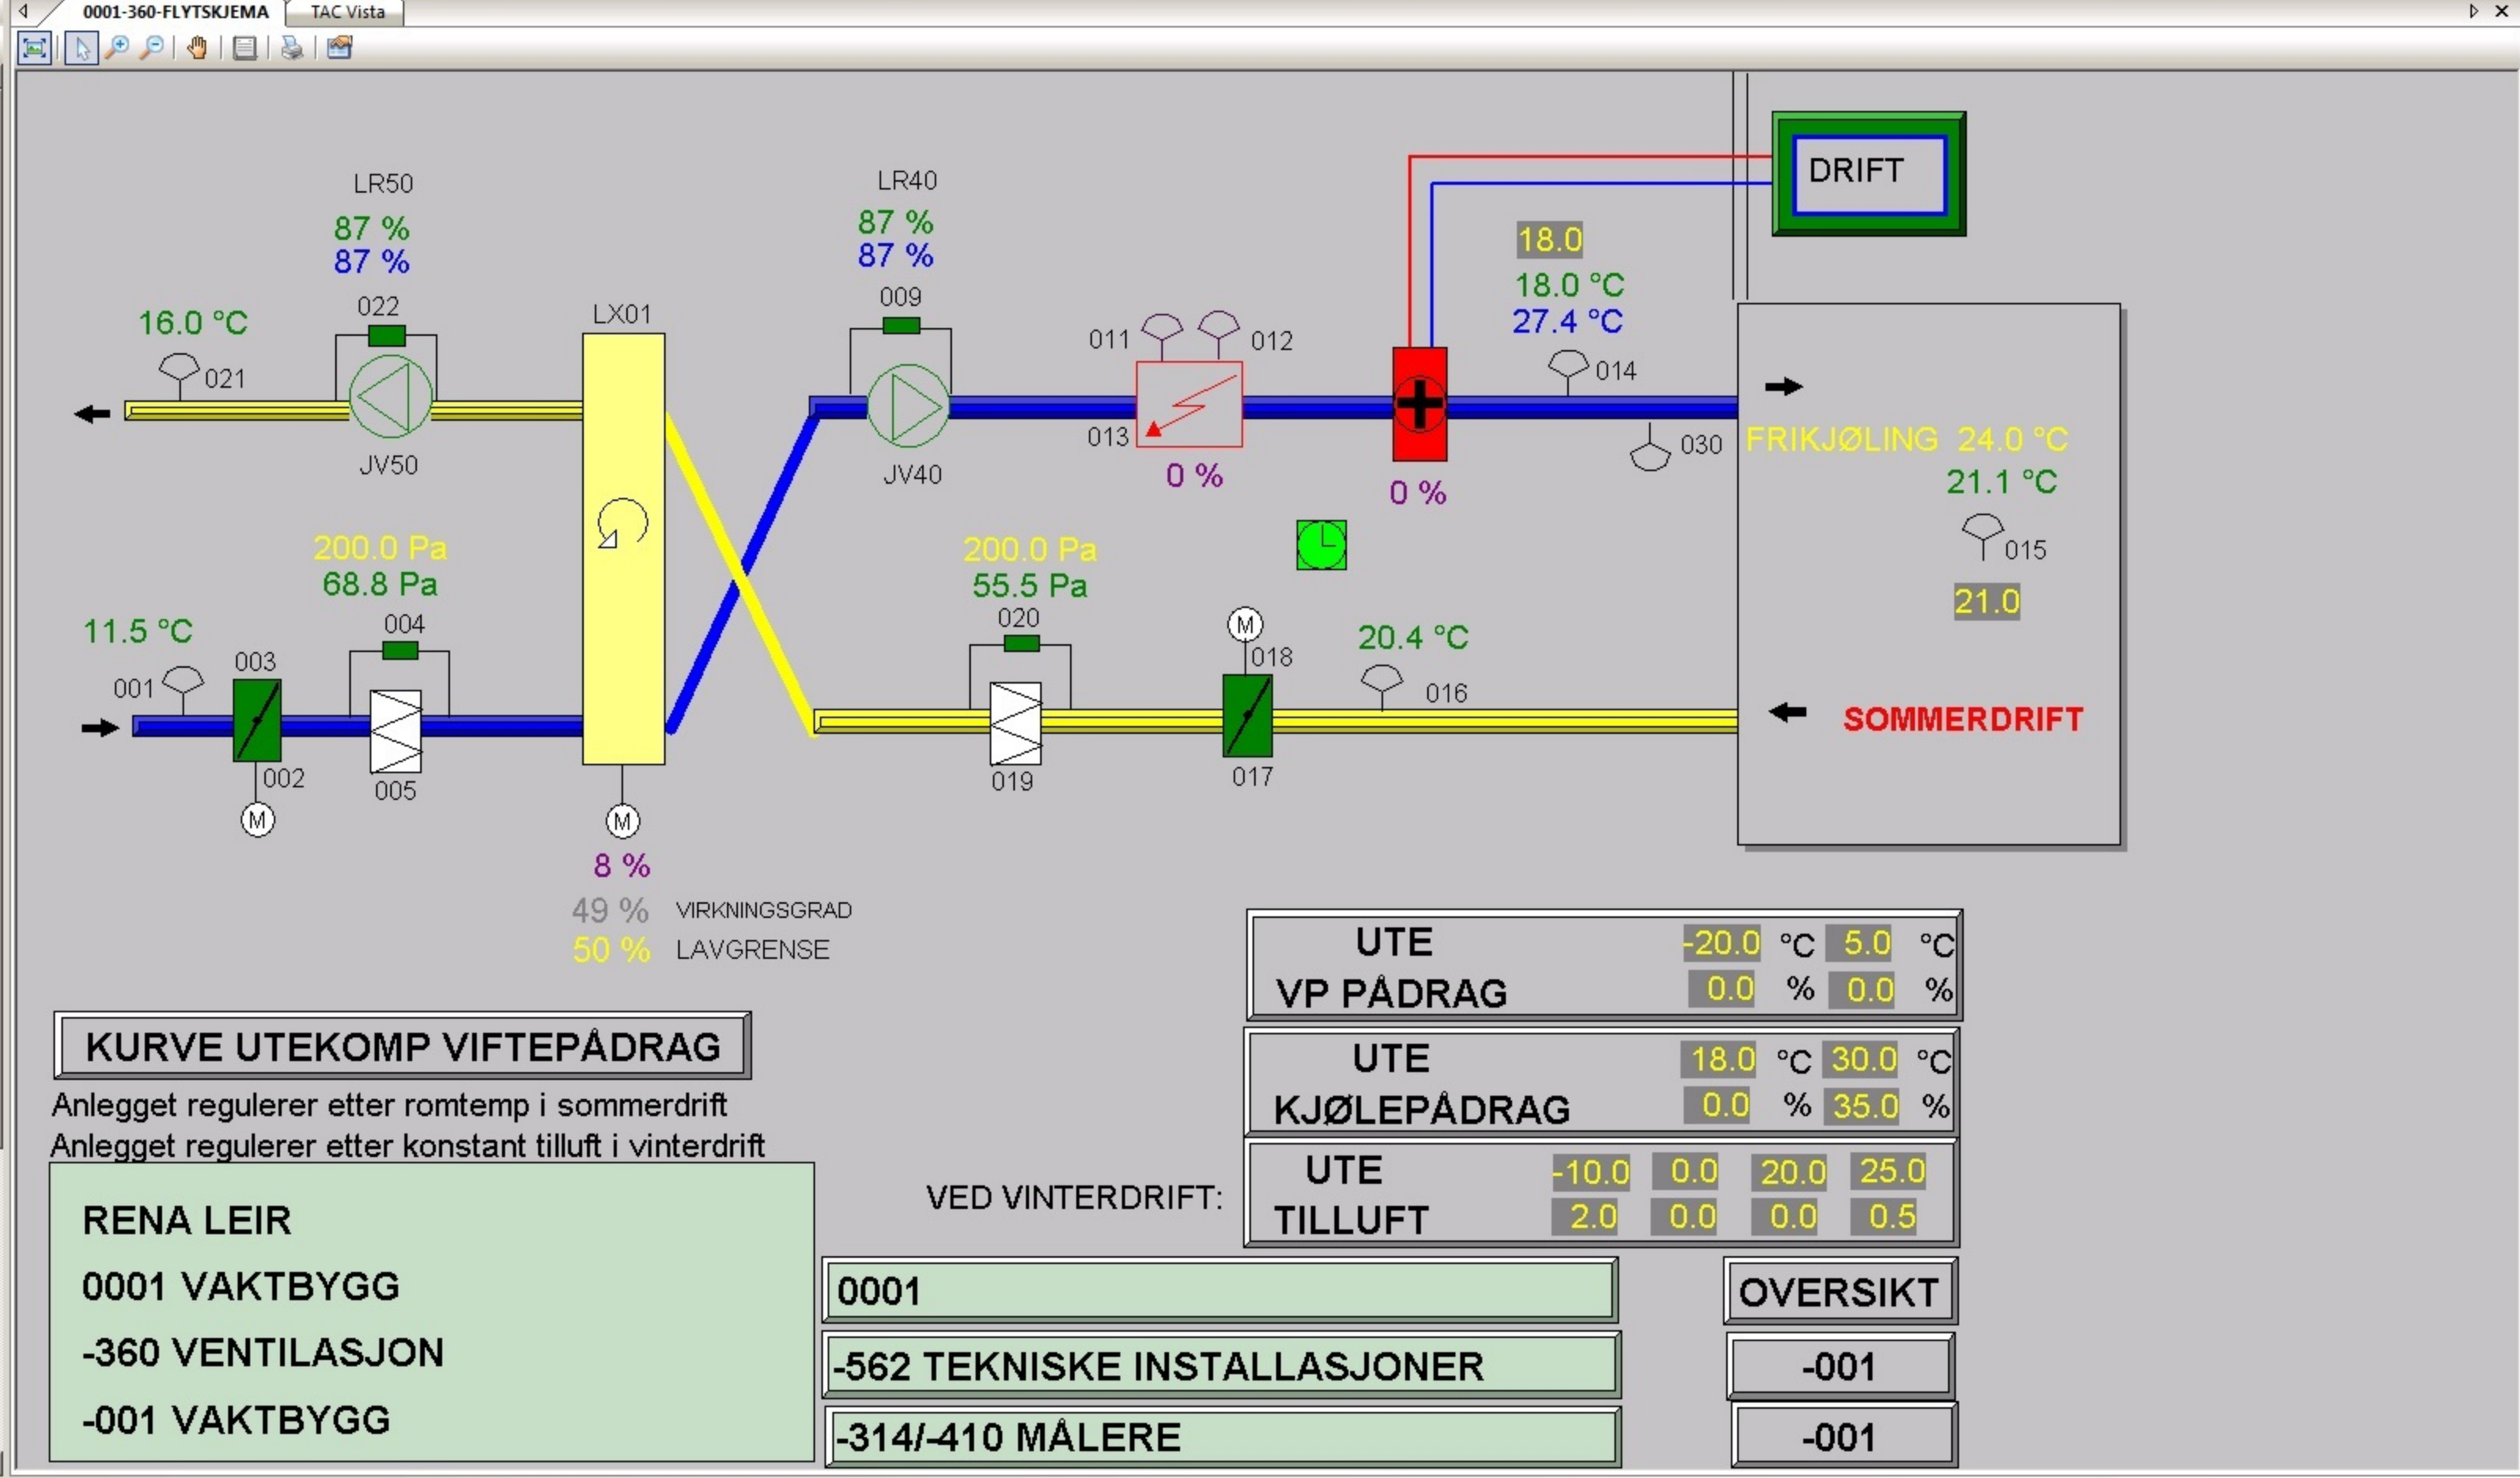 0001-360-FLYTSKJEMA TAC Vista
DRIFT
LR50
87 %
87 %
022
16.0 °C
021
JV50
LX01
LR40
87 %
87 %
009
JV40
011
012
013
0 %
0 %
18.0
18.0 °C
27.4 °C
014
030
FRIKJØLING 24.0 °C
21.1 °C
015
21.0
SOMMERDRIFT
200.0 Pa
68.8 Pa
004
11.5 °C
001
003
002
M
005
M
8 %
49 % VIRKNINGSGRAD
50 % LAVGRENSE
200.0 Pa
55.5 Pa
020
019
M
018
017
20.4 °C
016
UTE -20.0 °C 5.0 °C
VP PÅDRAG 0.0 % 0.0 %
UTE 18.0 °C 30.0 °C
KJØLEPÅDRAG 0.0 % 35.0 %
VED VINTERDRIFT:
UTE -10.0 0.0 20.0 25.0
TILLUFT 2.0 0.0 0.0 0.5
KURVE UTEKOMP VIFTEPÅDRAG
Anlegget regulerer etter romtemp i sommerdrift
Anlegget regulerer etter konstant tilluft i vinterdrift
RENA LEIR
0001 VAKTBYGG
-360 VENTILASJON
-001 VAKTBYGG
0001
OVERSIKT
-562 TEKNISKE INSTALLASJONER
-001
-314/-410 MÅLERE
-001